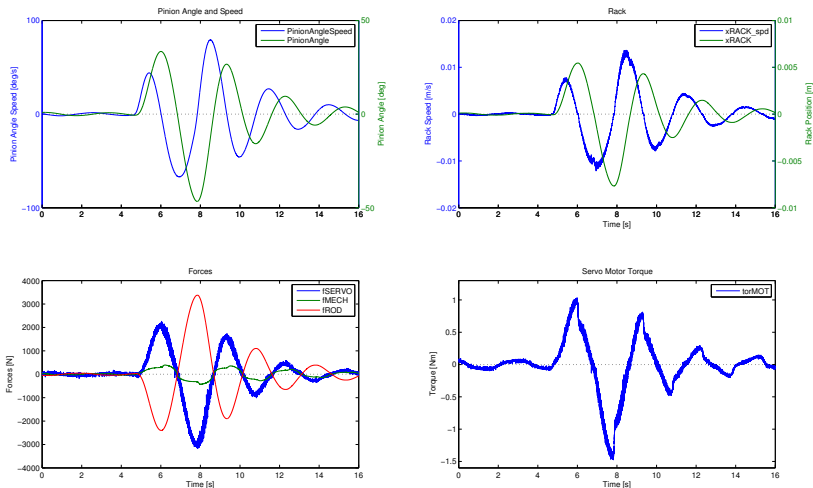 Pinion Angle and Speed
100
0
−100
Pinion Angle Speed [deg/s]
50
0
−50
Pinion Angle [deg]
PinionAngleSpeed
PinionAngle
0 2 4 6 8 10 12 14 16
Rack
0.02
0.01
0
−0.01
−0.02
Rack Speed [m/s]
0.01
0.005
0
−0.005
−0.01
Rack Position [m]
xRACK_spd
xRACK
0 2 4 6 8 10 12 14 16
Time [s]
Forces
4000
3000
2000
1000
0
−1000
−2000
−3000
−4000
Forces [N]
fSERVO
fMECH
fROD
0 2 4 6 8 10 12 14 16
Time [s]
Servo Motor Torque
1
0.5
0
−0.5
−1
−1.5
Torque [Nm]
torMOT
0 2 4 6 8 10 12 14 16
Time [s]